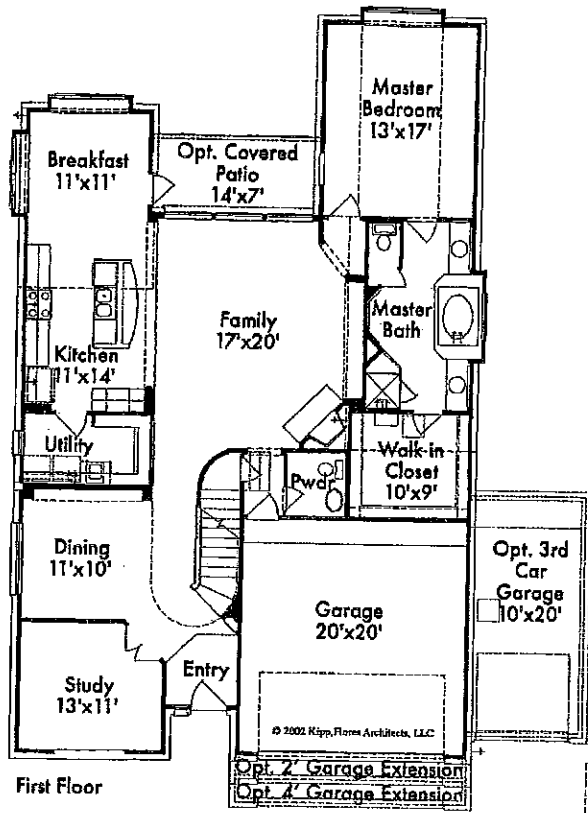 Master
Bedroom
13'x17'
Breakfast
11'x11'
Opt. Covered
Patio
14'x7'
Family
17'x20'
Master
Bath
Kitchen
11'x14'
Utility
Walk-in
Closet
10'x9'
Pwdr.
Dining
11'x10'
Opt. 3rd
Car
Garage
10'x20'
Garage
20'x20'
Entry
Study
13'x11'
© 2002 Kipp,Flores Architects, LLC
First Floor
Opt. 2' Garage Extension
Opt. 4' Garage Extension